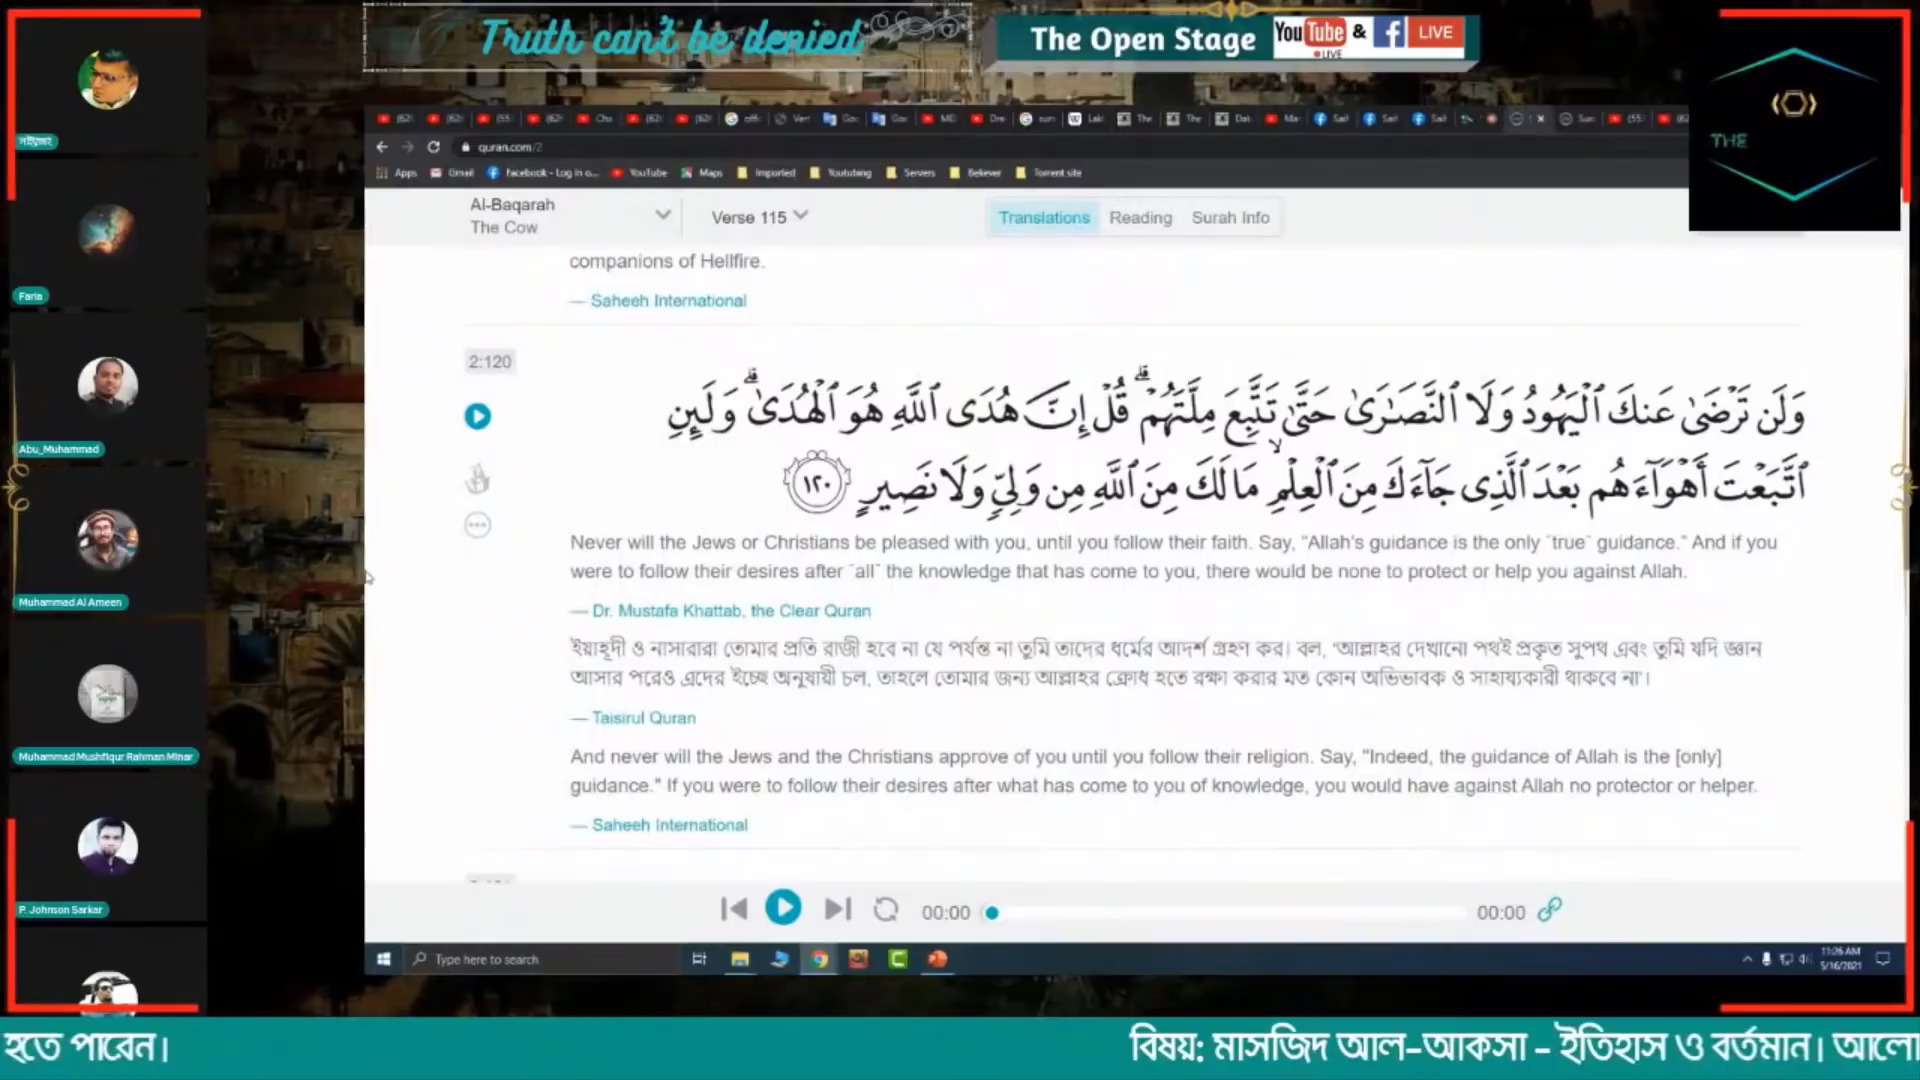 Truth can't be denied
The Open Stage
YouTube & f LIVE
LIVE
THE
সাইফুল্লাহ
Faria
Abu_Muhammad
Muhammad Al Ameen
Muhammad Mushfiqur Rahman Minar
P. Johnson Sarkar
quran.com/2
Apps Gmail Facebook - Log in o... YouTube Maps Imported Youtubing Servers Believer Torrent site
Al-Baqarah
The Cow
Verse 115
Translations Reading Surah Info
companions of Hellfire.
— Saheeh International
2:120
وَلَن تَرْضَىٰ عَنكَ ٱلْيَهُودُ وَلَا ٱلنَّصَـٰرَىٰ حَتَّىٰ تَتَّبِعَ مِلَّتَهُمْ ۗ قُلْ إِنَّ هُدَى ٱللَّهِ هُوَ ٱلْهُدَىٰ ۗ وَلَئِنِ
ٱتَّبَعْتَ أَهْوَآءَهُم بَعْدَ ٱلَّذِى جَآءَكَ مِنَ ٱلْعِلْمِ ۙ مَا لَكَ مِنَ ٱللَّهِ مِن وَلِىٍّ وَلَا نَصِيرٍ ١٢٠
Never will the Jews or Christians be pleased with you, until you follow their faith. Say, "Allah's guidance is the only ˹true˺ guidance." And if you
were to follow their desires after ˹all˺ the knowledge that has come to you, there would be none to protect or help you against Allah.
— Dr. Mustafa Khattab, the Clear Quran
ইয়াহূদী ও নাসারারা তোমার প্রতি রাজী হবে না যে পর্যন্ত না তুমি তাদের ধর্মের আদর্শ গ্রহণ কর। বল, 'আল্লাহর দেখানো পথই প্রকৃত সুপথ এবং তুমি যদি জ্ঞান
আসার পরেও এদের ইচ্ছে অনুযায়ী চল, তাহলে তোমার জন্য আল্লাহর ক্রোধ হতে রক্ষা করার মত কোন অভিভাবক ও সাহায্যকারী থাকবে না'।
— Taisirul Quran
And never will the Jews and the Christians approve of you until you follow their religion. Say, "Indeed, the guidance of Allah is the [only]
guidance." If you were to follow their desires after what has come to you of knowledge, you would have against Allah no protector or helper.
— Saheeh International
00:00 00:00
Type here to search
11:26 AM
5/16/2021
হতে পারেন। বিষয়: মাসজিদ আল-আকসা - ইতিহাস ও বর্তমান। আলো